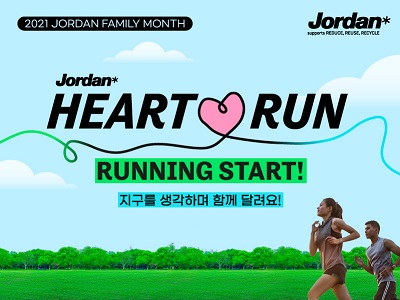 2021 JORDAN FAMILY MONTH
Jordan*
supports REDUCE, REUSE, RECYCLE
Jordan*
HEART RUN
RUNNING START!
지구를 생각하며 함께 달려요!